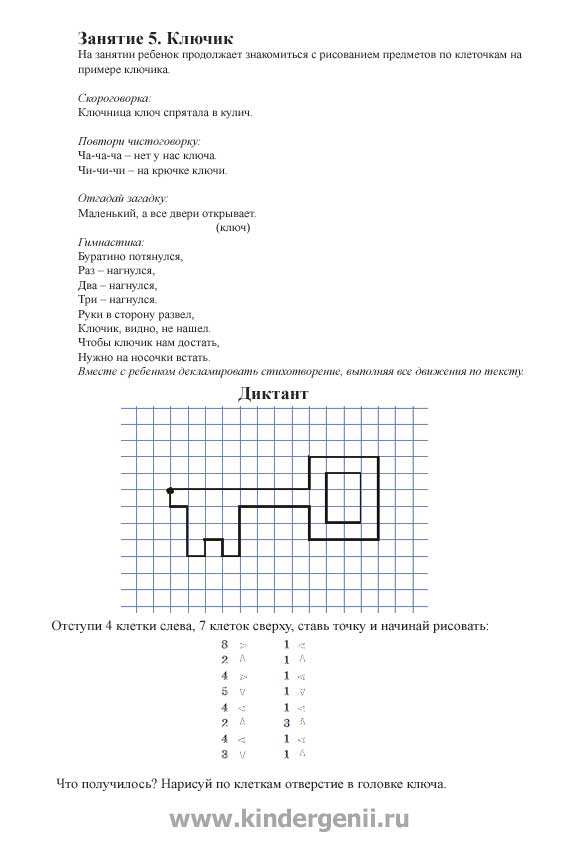 Занятие 5. Ключик
На занятии ребенок продолжает знакомиться с рисованием предметов по клеточкам на
примере ключика.
Скороговорка:
Ключница ключ спрятала в кулич.
Повтори чистоговорку:
Ча-ча-ча – нет у нас ключа.
Чи-чи-чи – на крючке ключи.
Отгадай загадку:
Маленький, а все двери открывает.
(ключ)
Гимнастика:
Буратино потянулся,
Раз – нагнулся,
Два – нагнулся,
Три – нагнулся.
Руки в сторону развел,
Ключик, видно, не нашел.
Чтобы ключик нам достать,
Нужно на носочки встать.
Вместе с ребенком декламировать стихотворение, выполняя все движения по тексту.
Диктант
Отступи 4 клетки слева, 7 клеток сверху, ставь точку и начинай рисовать:
8 > 1 <
2 ^ 1 ^
4 > 1 <
5 v 1 v
4 < 1 <
2 ^ 3 ^
4 < 1 <
3 v 1 ^
Что получилось? Нарисуй по клеткам отверстие в головке ключа.
www.kindergenii.ru